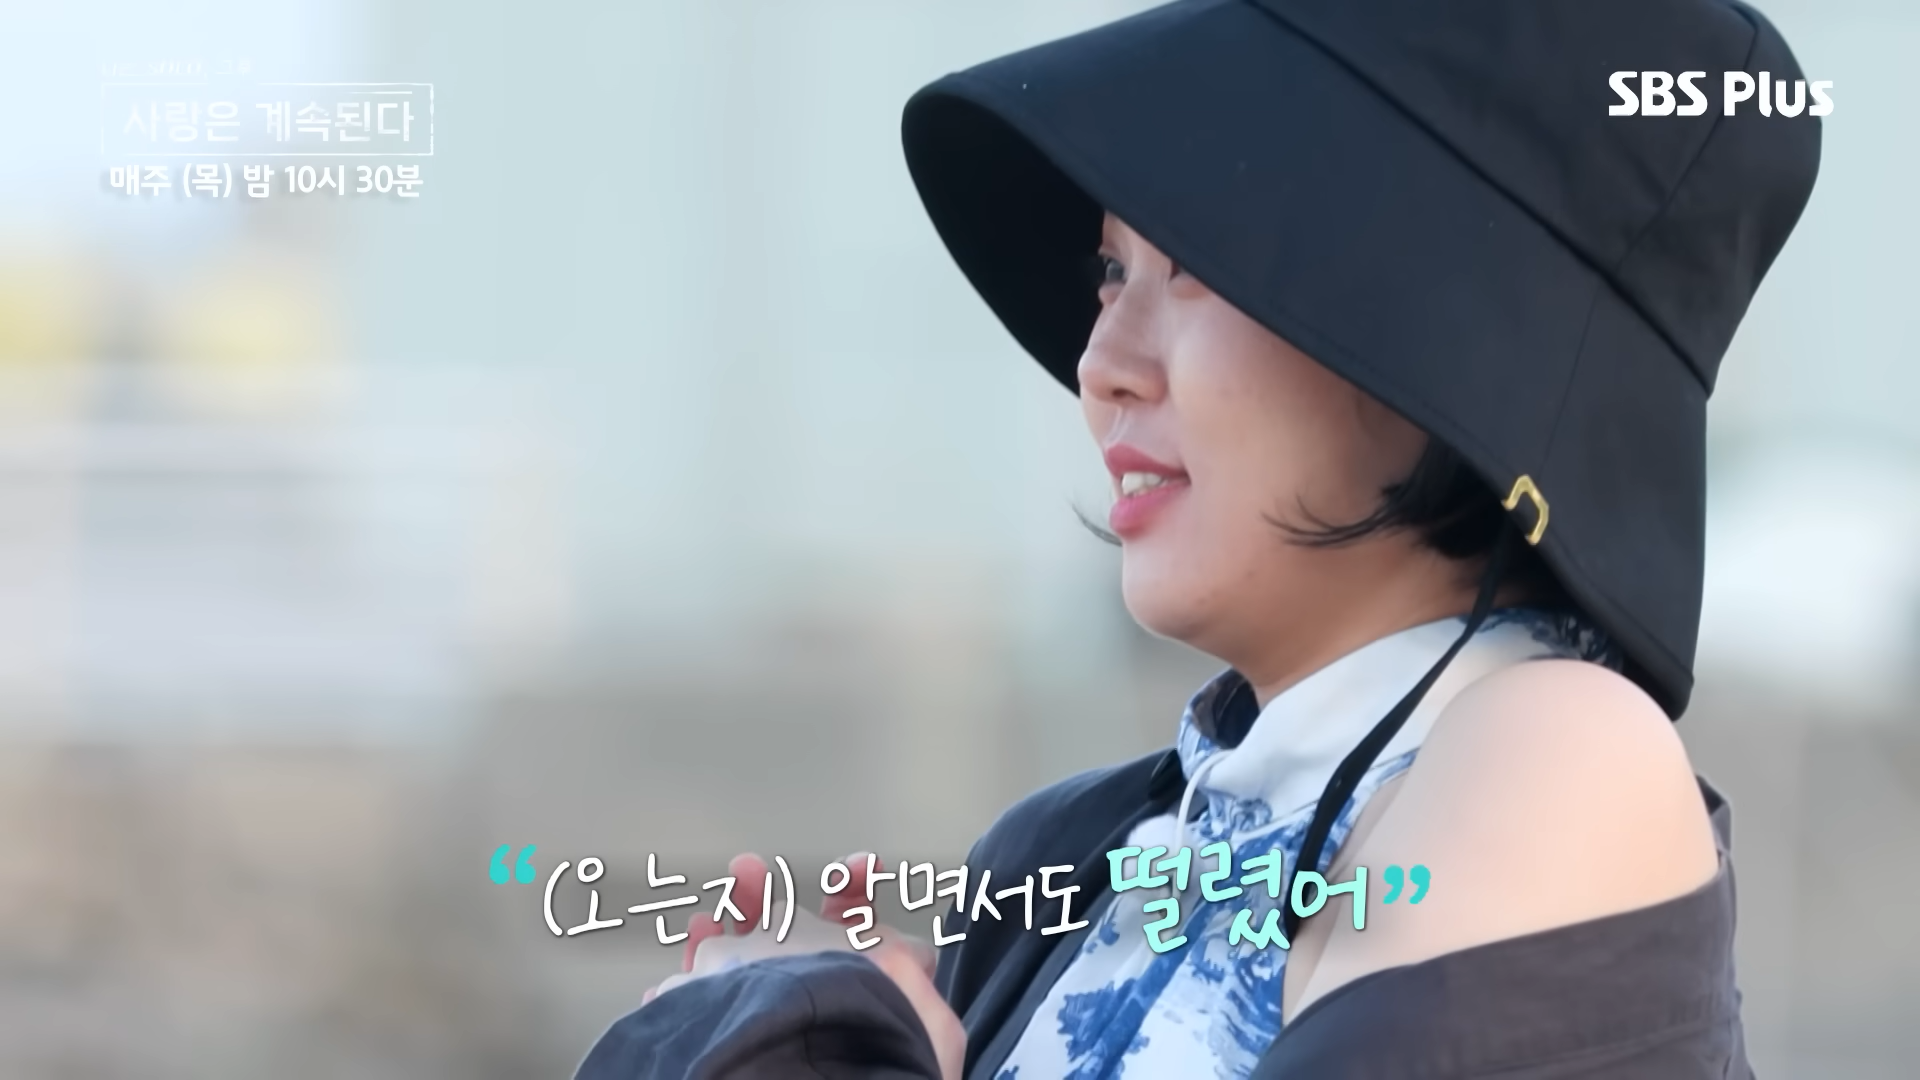 사랑은 계속된다
매주 (목) 밤 10시 30분
SBS Plus
“(오는지) 알면서도 떨렸어”